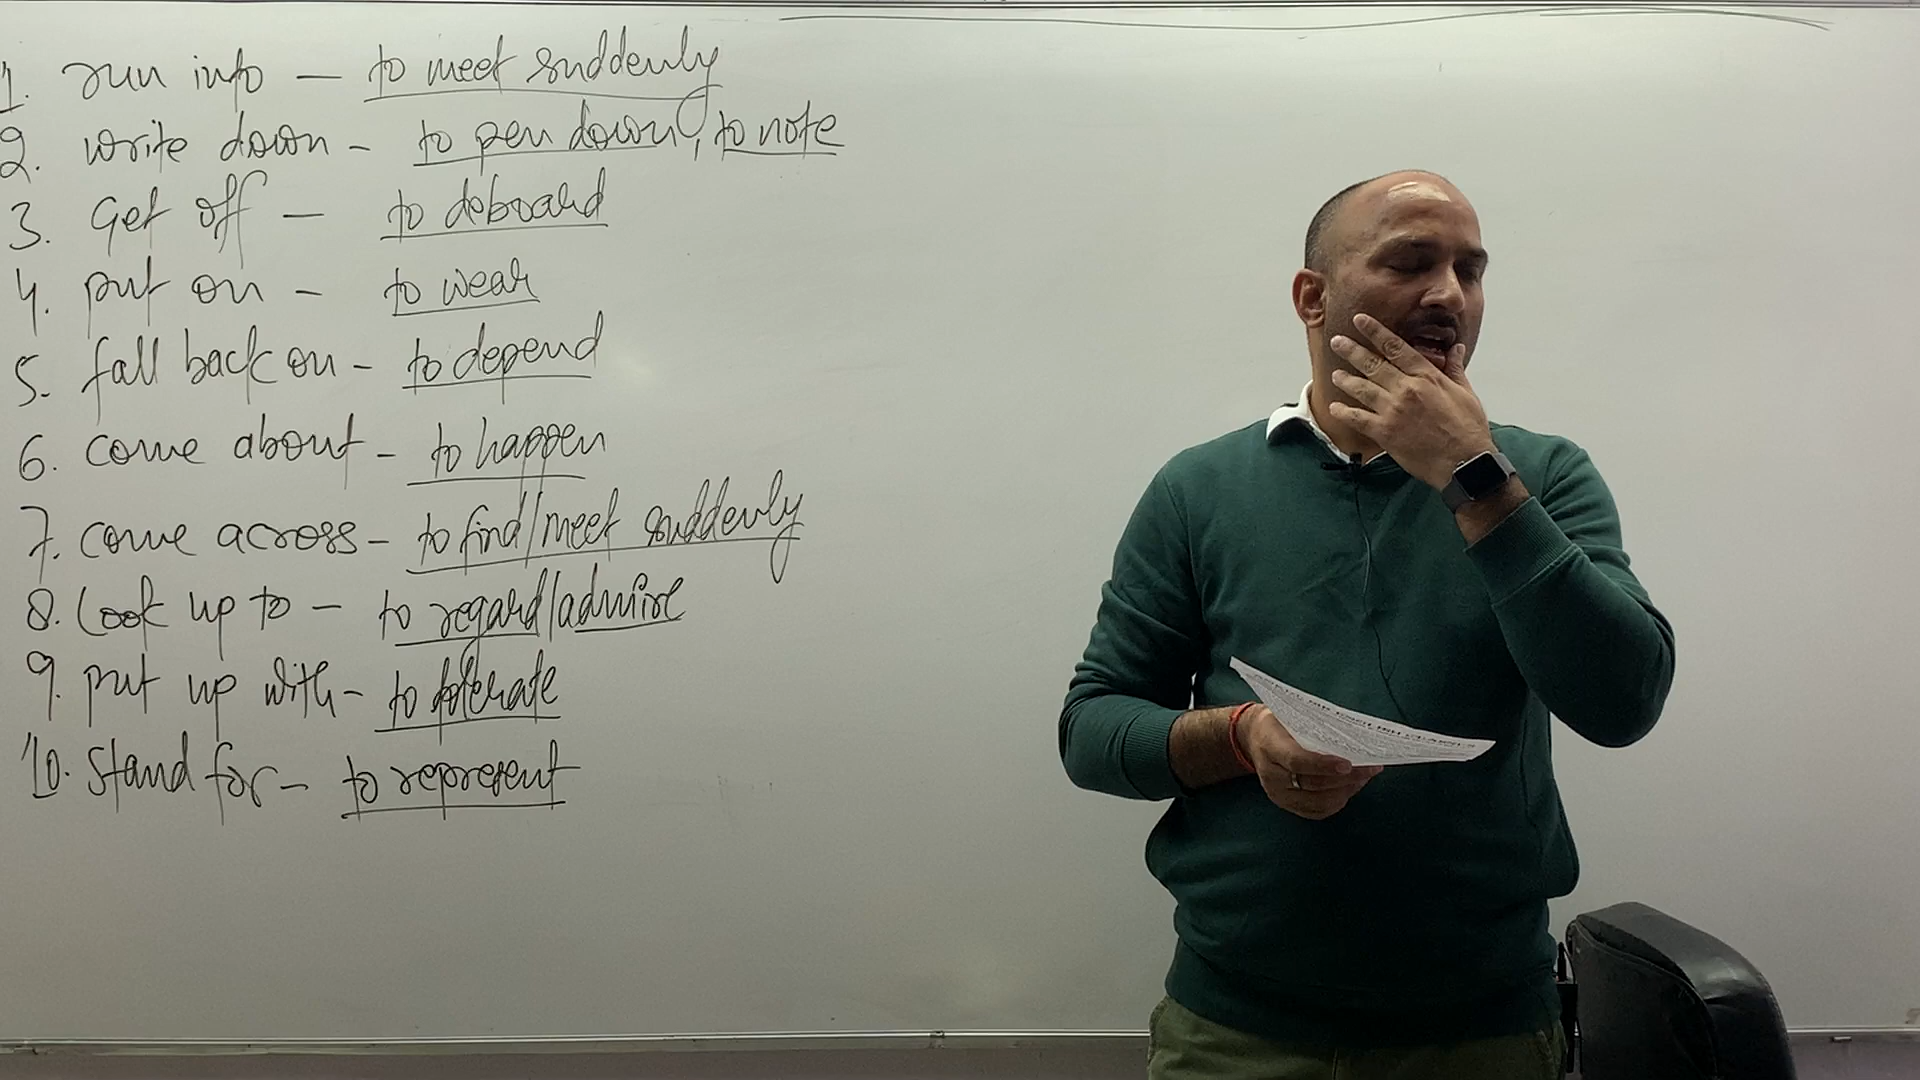 1. run into — to meet suddenly
2. write down - to pen down, to note
3. Get off — to deboard
4. put on - to wear
5. fall back on - to depend
6. come about - to happen
7. come across - to find/meet suddenly
8. Look up to - to regard/admire
9. put up with - to tolerate
10. Stand for - to represent